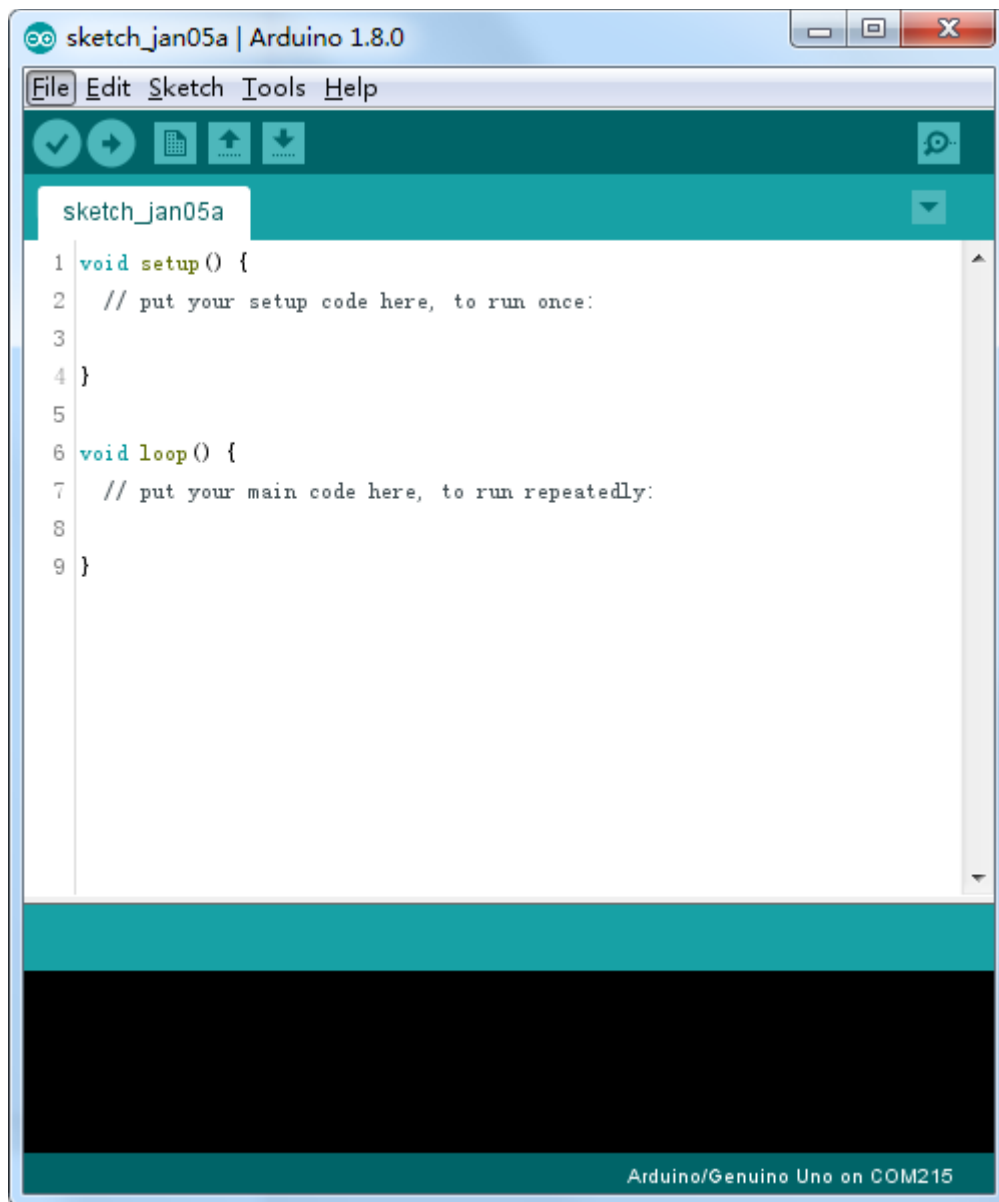 sketch_jan05a | Arduino 1.8.0
File Edit Sketch Tools Help
sketch_jan05a
1 void setup() {
2 // put your setup code here, to run once:
3
4 }
5
6 void loop() {
7 // put your main code here, to run repeatedly:
8
9 }
Arduino/Genuino Uno on COM215